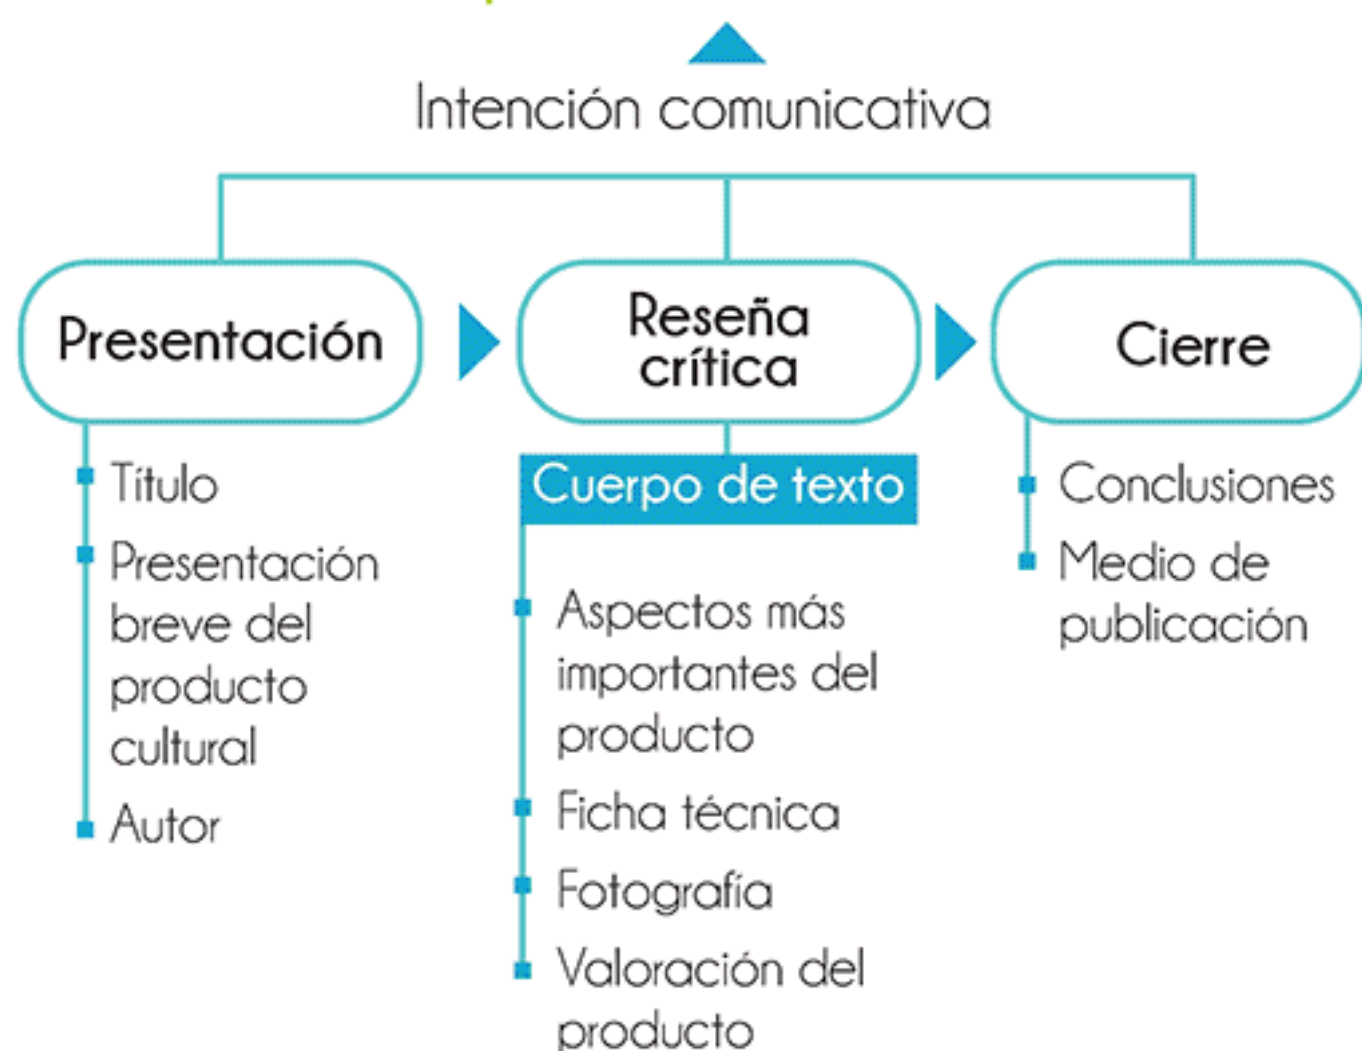 Intención comunicativa
Presentación
Título
Presentación
breve del
producto
cultural
Autor
Reseña
crítica
Cuerpo de texto
Aspectos más
importantes del
producto
Ficha técnica
Fotografía
Valoración del
producto
Cierre
Conclusiones
Medio de
publicación